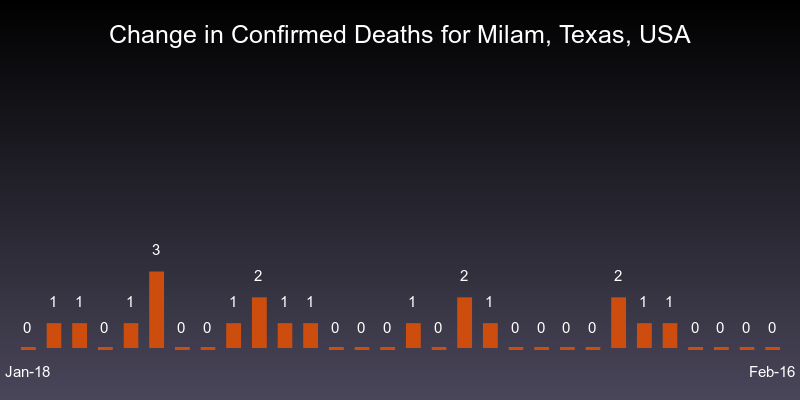 Change in Confirmed Deaths for Milam, Texas, USA
0 1 1 0 1 3 0 0 1 2 1 1 0 0 0 1 0 2 1 0 0 0 0 2 1 1 0 0 0 0
Jan-18 Feb-16